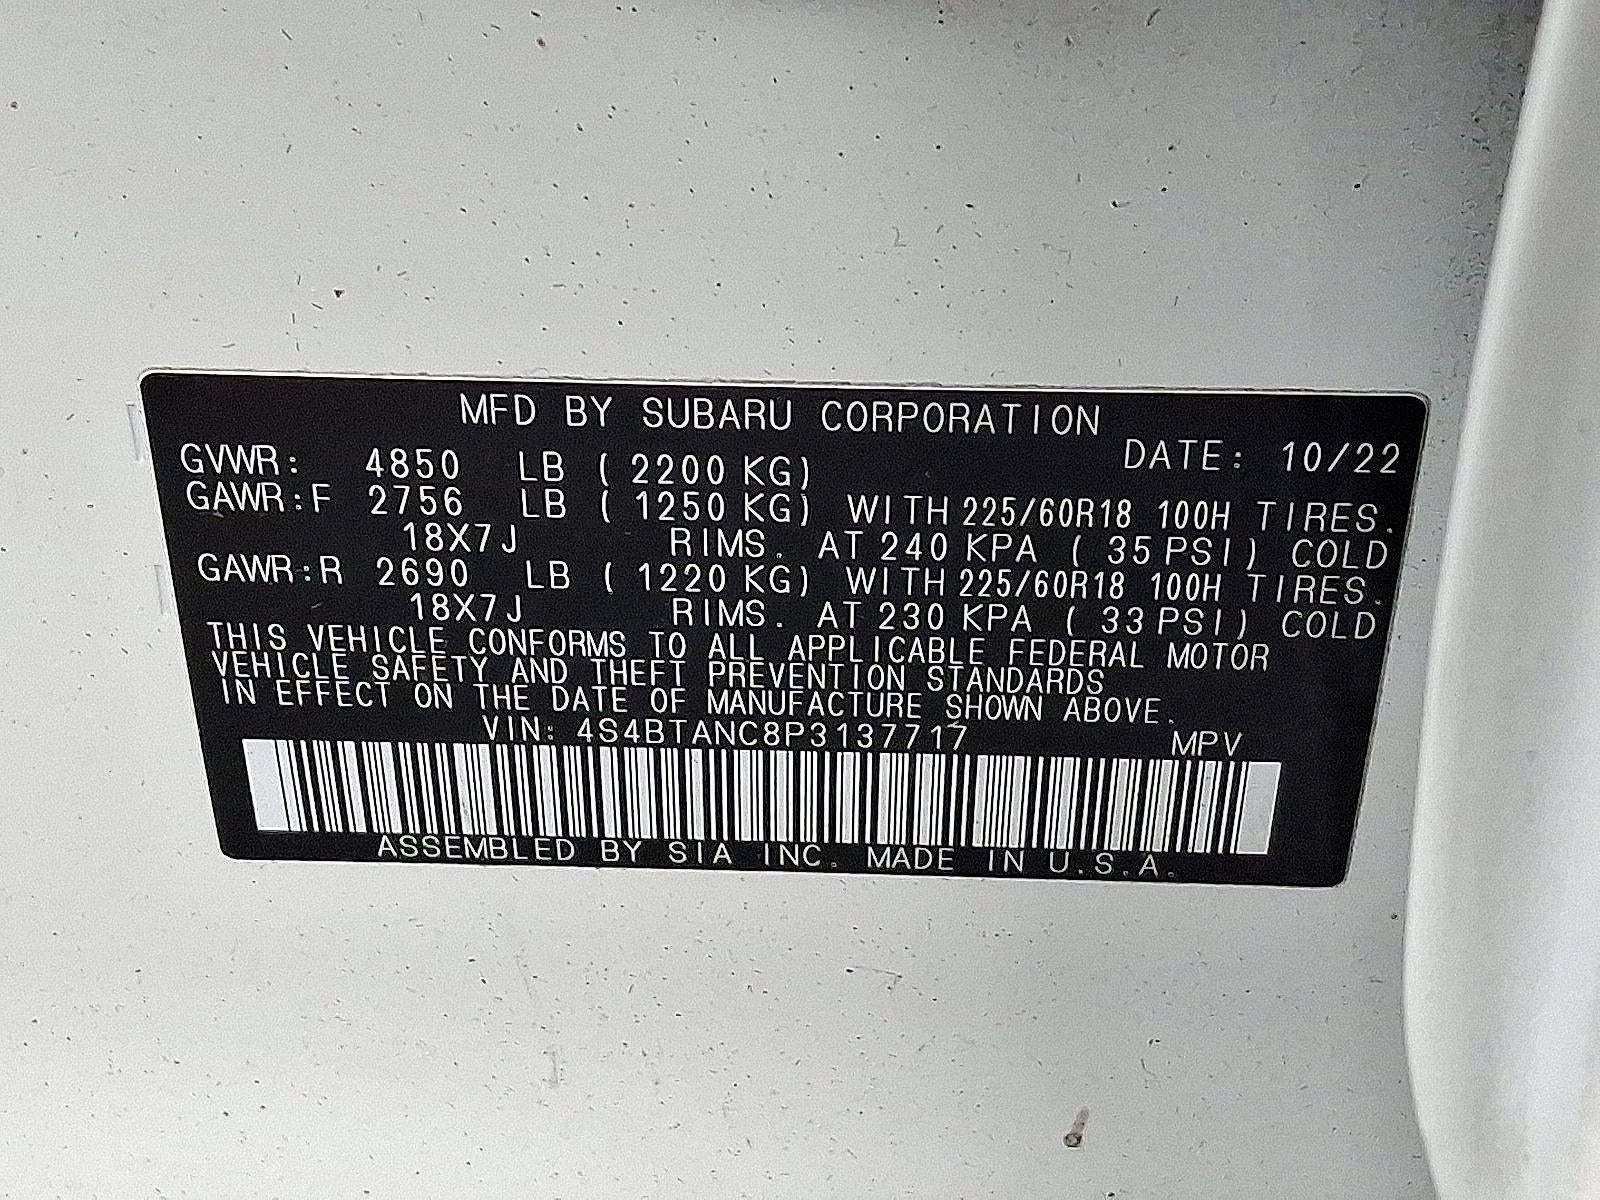 MFD BY SUBARU CORPORATION
DATE: 10/22
GVWR: 4850 LB ( 2200 KG)
GAWR:F 2756 LB ( 1250 KG) WITH 225/60R18 100H TIRES.
18X7J RIMS. AT 240 KPA ( 35 PSI) COLD
GAWR:R 2690 LB ( 1220 KG) WITH 225/60R18 100H TIRES.
18X7J RIMS. AT 230 KPA ( 33 PSI) COLD
THIS VEHICLE CONFORMS TO ALL APPLICABLE FEDERAL MOTOR
VEHICLE SAFETY AND THEFT PREVENTION STANDARDS
IN EFFECT ON THE DATE OF MANUFACTURE SHOWN ABOVE.
VIN: 4S4BTANC8P3137717 MPV
ASSEMBLED BY SIA INC. MADE IN U.S.A.